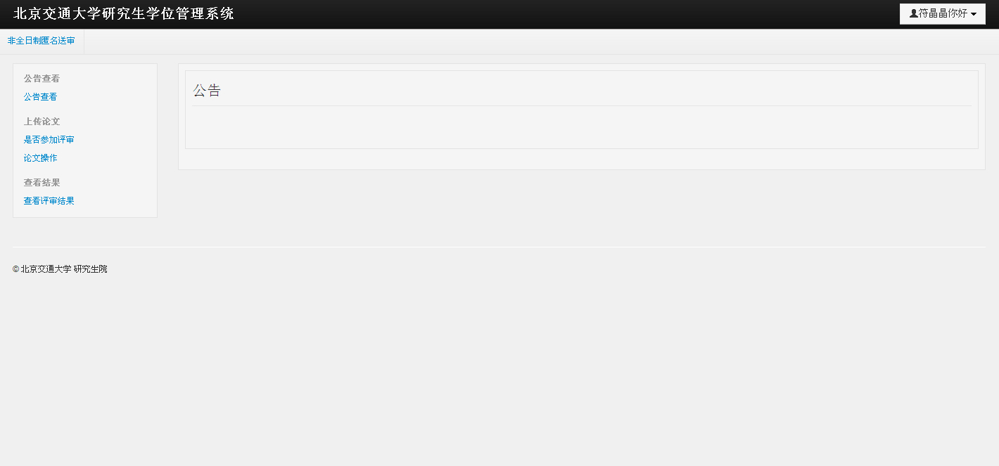 北京交通大学研究生学位管理系统
符晶晶你好
非全日制匿名送审
公告查看
公告查看
上传论文
是否参加评审
论文操作
查看结果
查看评审结果
公告
© 北京交通大学 研究生院